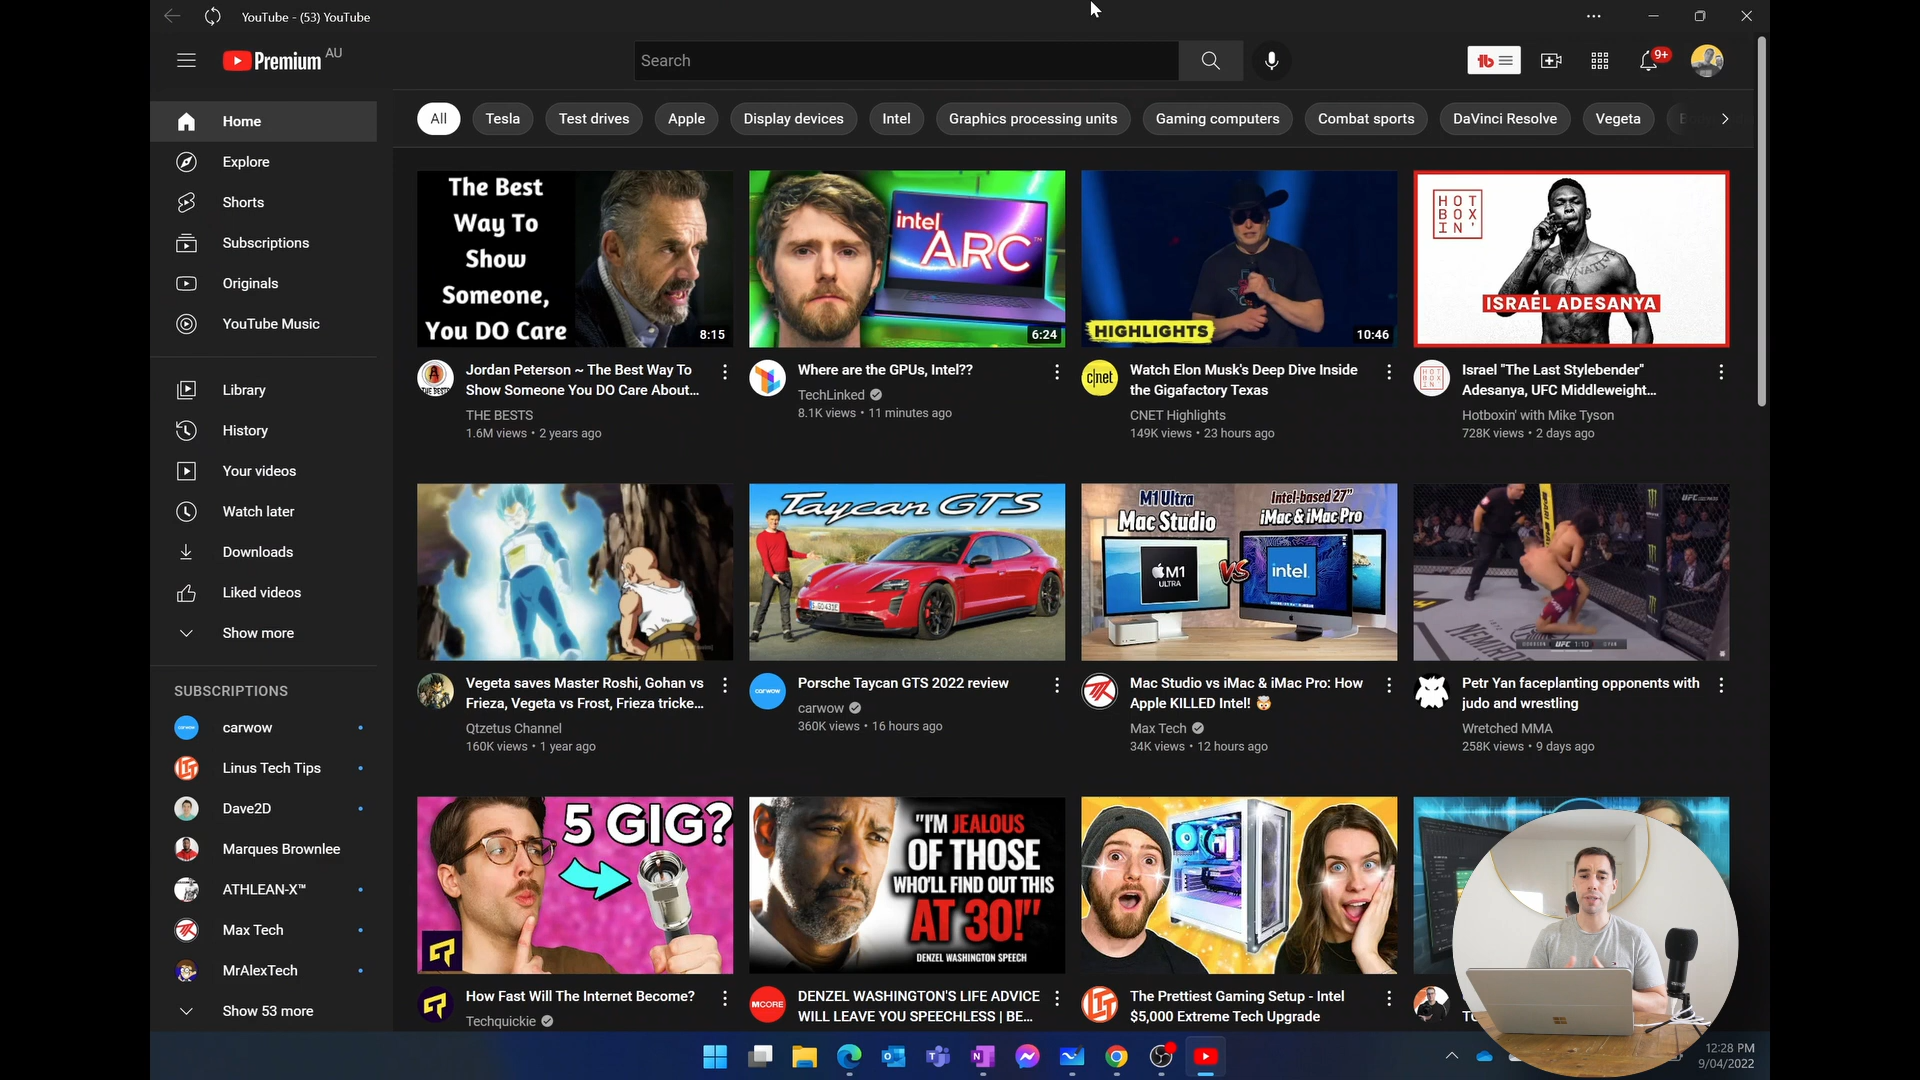 YouTube - (53) YouTube
Premium AU
Search
9+
Home
Explore
Shorts
Subscriptions
Originals
YouTube Music
Library
History
Your videos
Watch later
Downloads
Liked videos
Show more
SUBSCRIPTIONS
carwow
Linus Tech Tips
Dave2D
Marques Brownlee
ATHLEAN-X™
Max Tech
MrAlexTech
Show 53 more
All
Tesla
Test drives
Apple
Display devices
Intel
Graphics processing units
Gaming computers
Combat sports
DaVinci Resolve
Vegeta
The Best
Way To
Show
Someone,
You DO Care
8:15
Jordan Peterson ~ The Best Way To
Show Someone You DO Care About...
THE BESTS
1.6M views • 2 years ago
intel
ARC™
6:24
Where are the GPUs, Intel??
TechLinked
8.1K views • 11 minutes ago
HIGHLIGHTS
10:46
c|net
Watch Elon Musk's Deep Dive Inside
the Gigafactory Texas
CNET Highlights
149K views • 23 hours ago
HOT
BOX
IN'
ISRAEL ADESANYA
Israel "The Last Stylebender"
Adesanya, UFC Middleweight...
Hotboxin' with Mike Tyson
728K views • 2 days ago
Vegeta saves Master Roshi, Gohan vs
Frieza, Vegeta vs Frost, Frieza tricke...
Qtzetus Channel
160K views • 1 year ago
Taycan GTS
carwow
Porsche Taycan GTS 2022 review
carwow
360K views • 16 hours ago
M1 Ultra
Mac Studio
Intel-based 27"
iMac & iMac Pro
M1
ULTRA
VS
intel.
Mac Studio vs iMac & iMac Pro: How
Apple KILLED Intel! 🤯
Max Tech
34K views • 12 hours ago
UFC
UFC 1:10
Petr Yan faceplanting opponents with
judo and wrestling
Wretched MMA
258K views • 9 days ago
5 GIG?
How Fast Will The Internet Become?
Techquickie
"I'M JEALOUS
OF THOSE
WHO'LL FIND OUT THIS
AT 30!"
DENZEL WASHINGTON SPEECH
MCORE
DENZEL WASHINGTON'S LIFE ADVICE
WILL LEAVE YOU SPEECHLESS | BE...
The Prettiest Gaming Setup - Intel
$5,000 Extreme Tech Upgrade
12:28 PM
9/04/2022